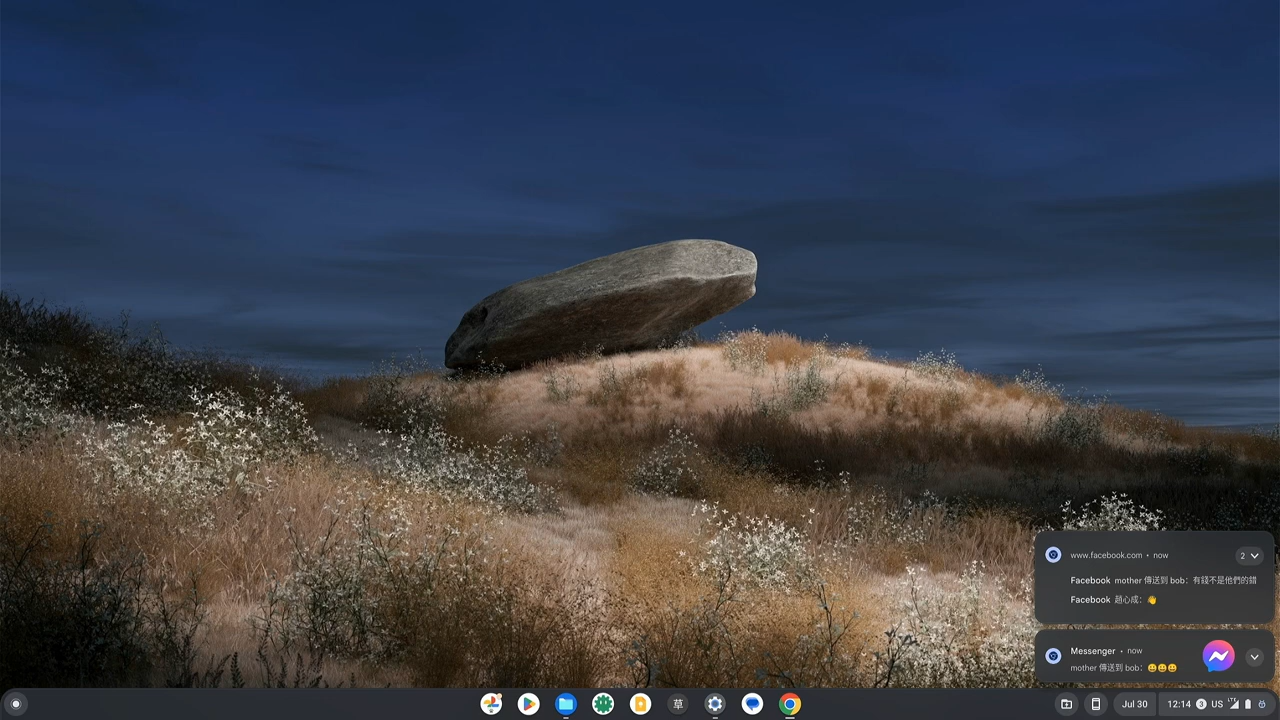 www.facebook.com • now
2
Facebook mother 傳送到 bob： 有錢不是他們的錯
Facebook 趙心成： 👋
Messenger • now
mother 傳送到 bob： 😀😀😀
草
Jul 30
12:14 3 US LTE